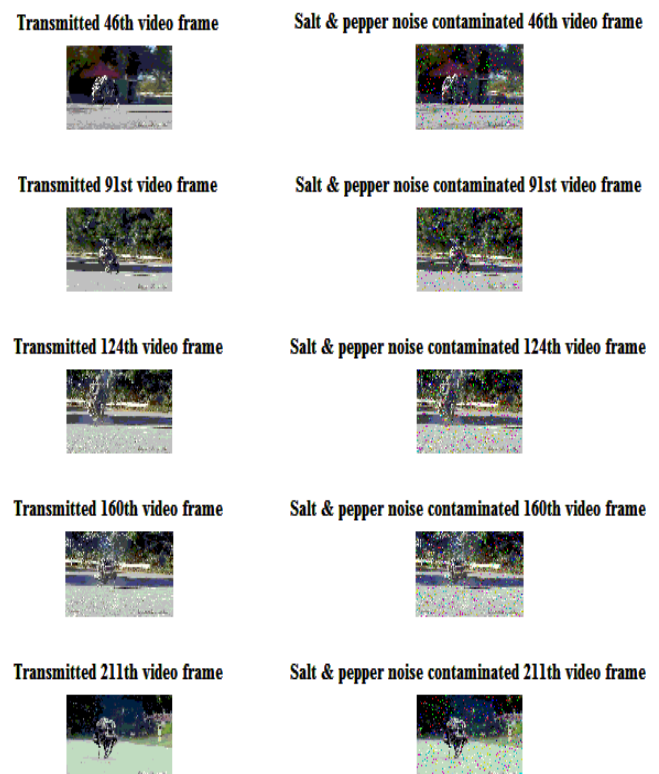 Transmitted 46th video frame
Salt & pepper noise contaminated 46th video frame
Transmitted 91st video frame
Salt & pepper noise contaminated 91st video frame
Transmitted 124th video frame
Salt & pepper noise contaminated 124th video frame
Transmitted 160th video frame
Salt & pepper noise contaminated 160th video frame
Transmitted 211th video frame
Salt & pepper noise contaminated 211th video frame